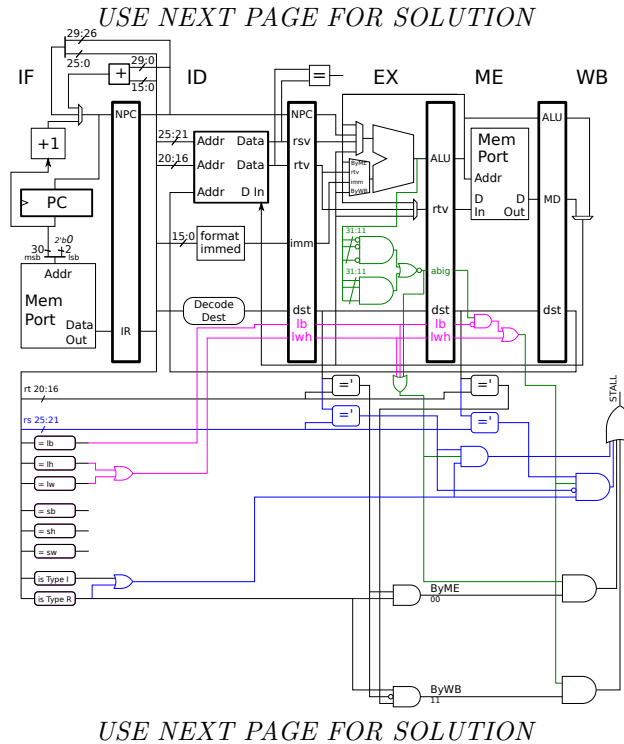 USE NEXT PAGE FOR SOLUTION
29:26
25:0
29:0
15:0
IF
ID
EX
ME
WB
+
=
NPC
NPC
ALU
+1
25:21
Addr
Data
rsv
20:16
Addr
Data
rtv
Addr
D In
ByME
rtv
imm
ByWB
ALU
Mem
Port
Addr
PC
D
In
D
Out
MD
rtv
2'b0
30
2
msb
lsb
Addr
Mem
Port
Data
Out
IR
15:0
format
immed
imm
31:11
31:11
abig
Decode
Dest
dst
dst
dst
lb
lb
lwh
lwh
rt 20:16
='
='
STALL
rs 25:21
='
='
= lb
= lh
= lw
= sb
= sh
= sw
is Type I
is Type R
ByME
00
ByWB
11
USE NEXT PAGE FOR SOLUTION